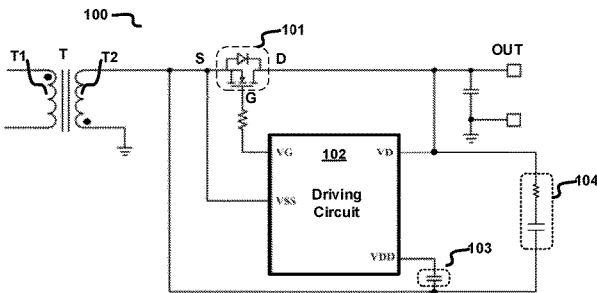 100
101
T1 T T2 S D OUT
G
VG 102 VD 104
Driving
VSS Circuit
103
VDD